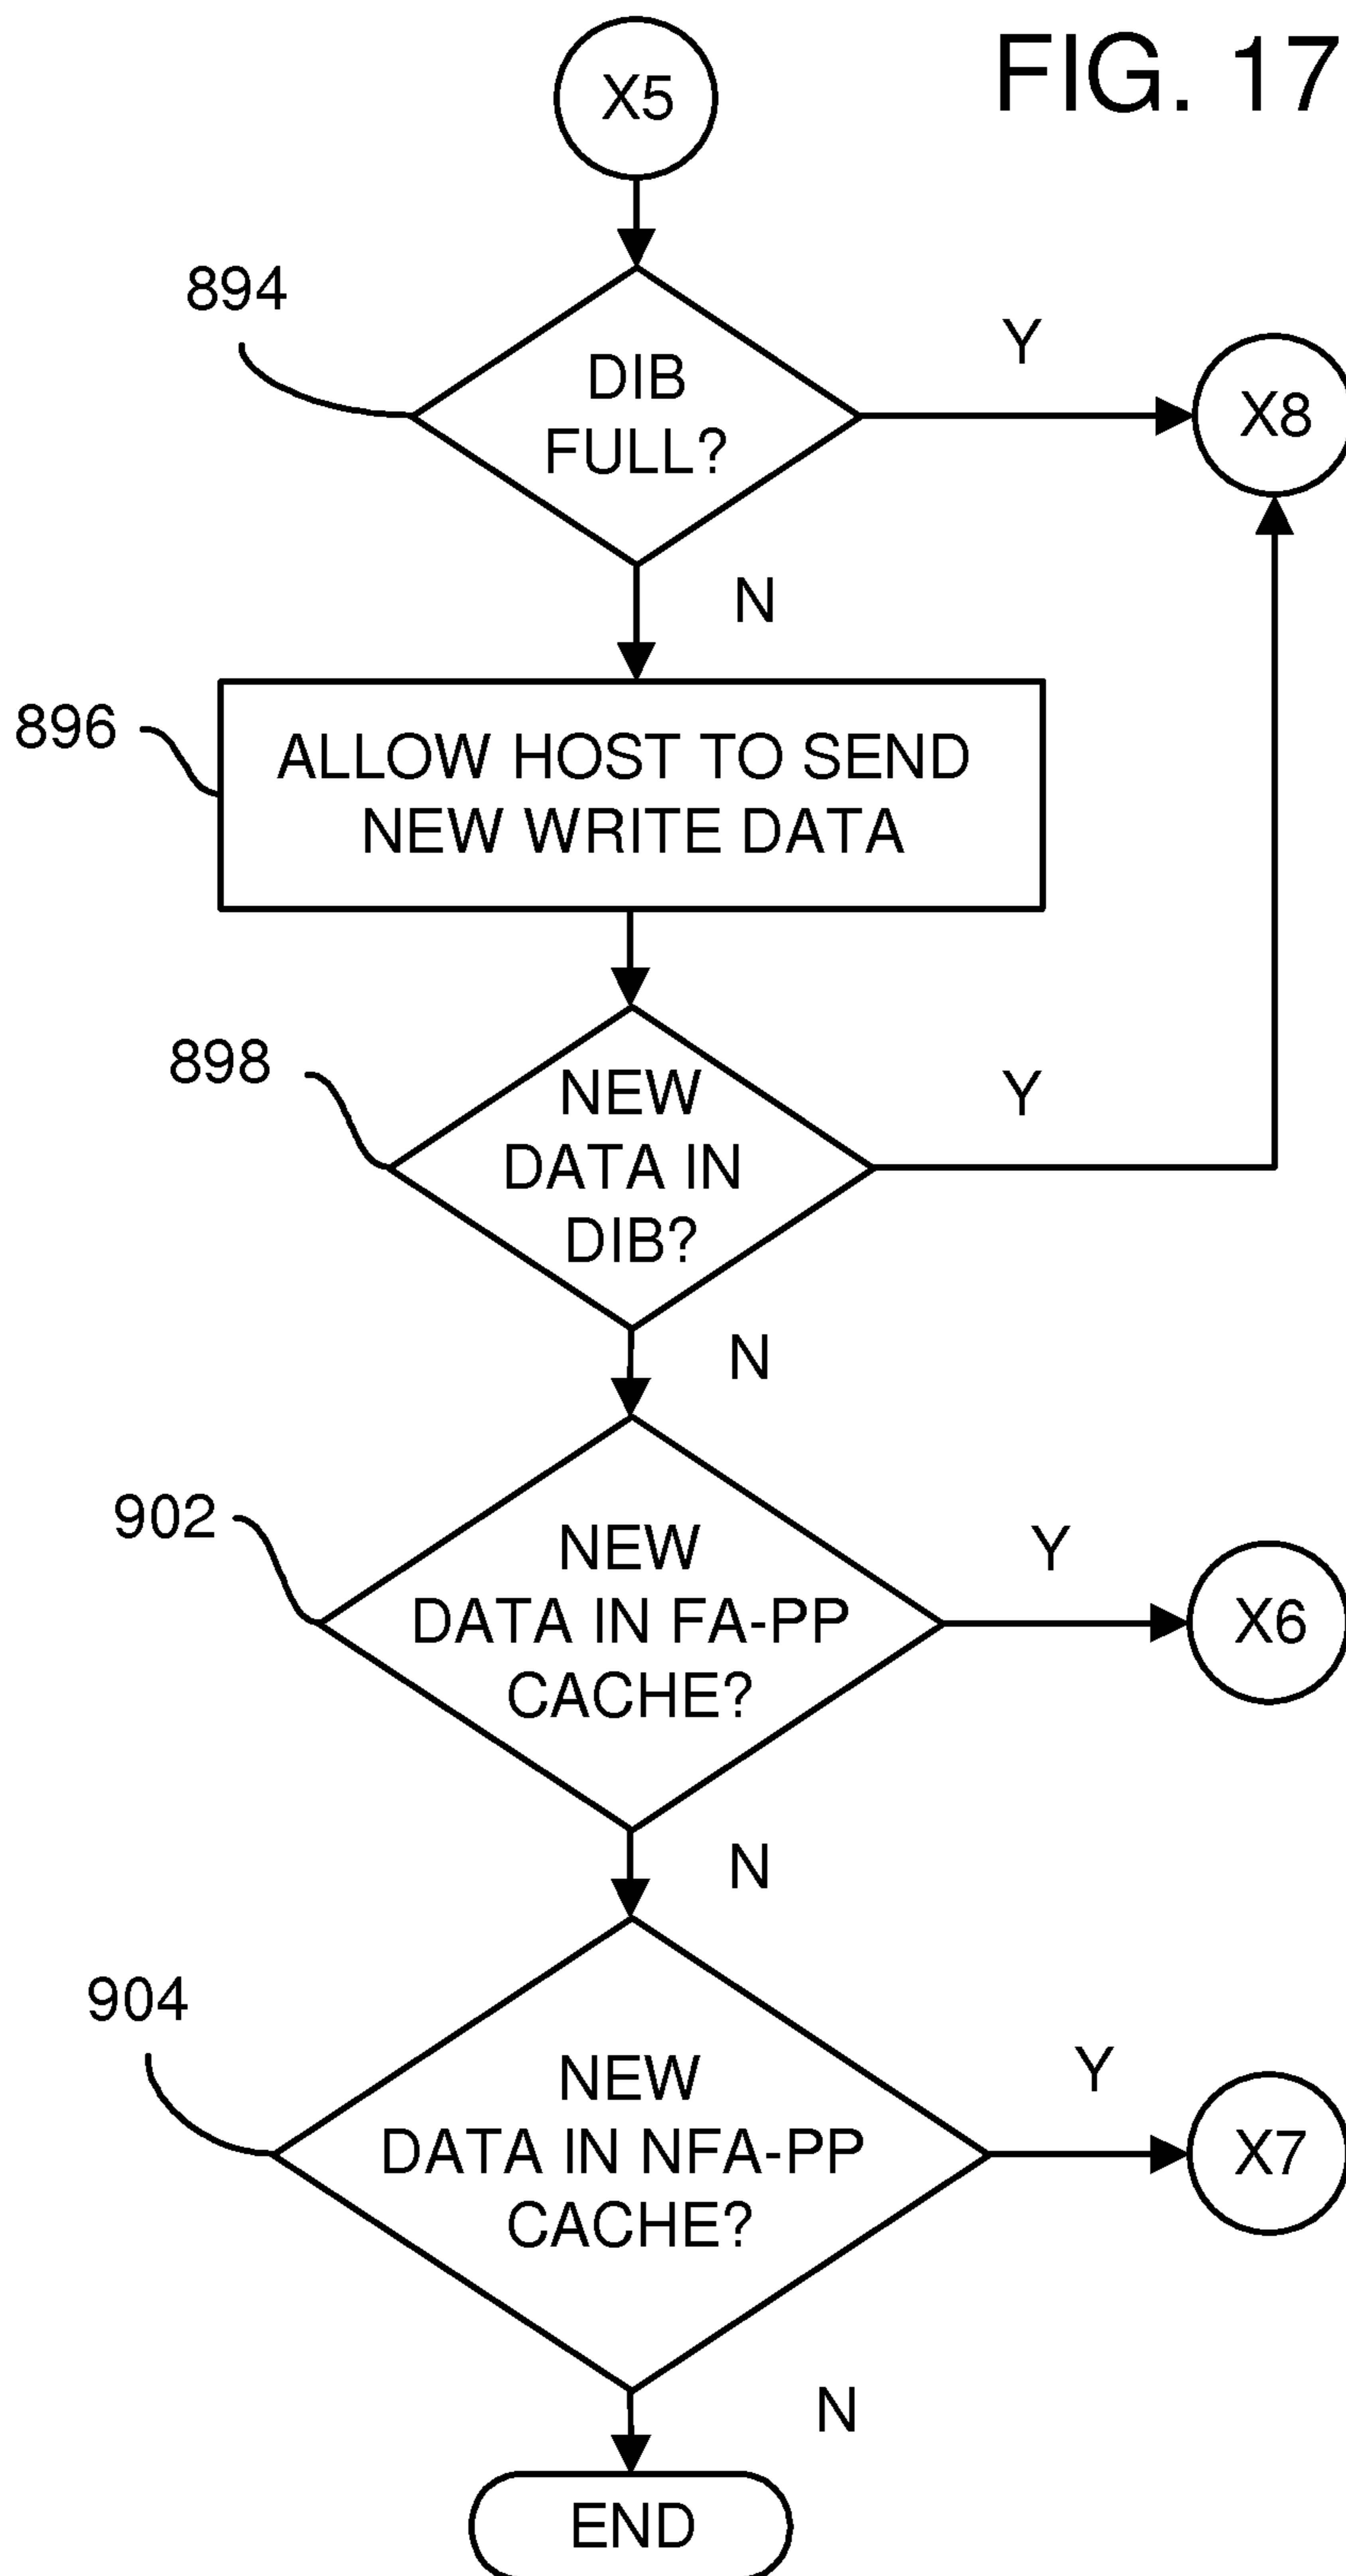 FIG. 17
X5
894
DIB
FULL?
Y
X8
N
896
ALLOW HOST TO SEND
NEW WRITE DATA
898
NEW
DATA IN
DIB?
Y
N
902
NEW
DATA IN FA-PP
CACHE?
Y
X6
N
904
NEW
DATA IN NFA-PP
CACHE?
Y
X7
N
END